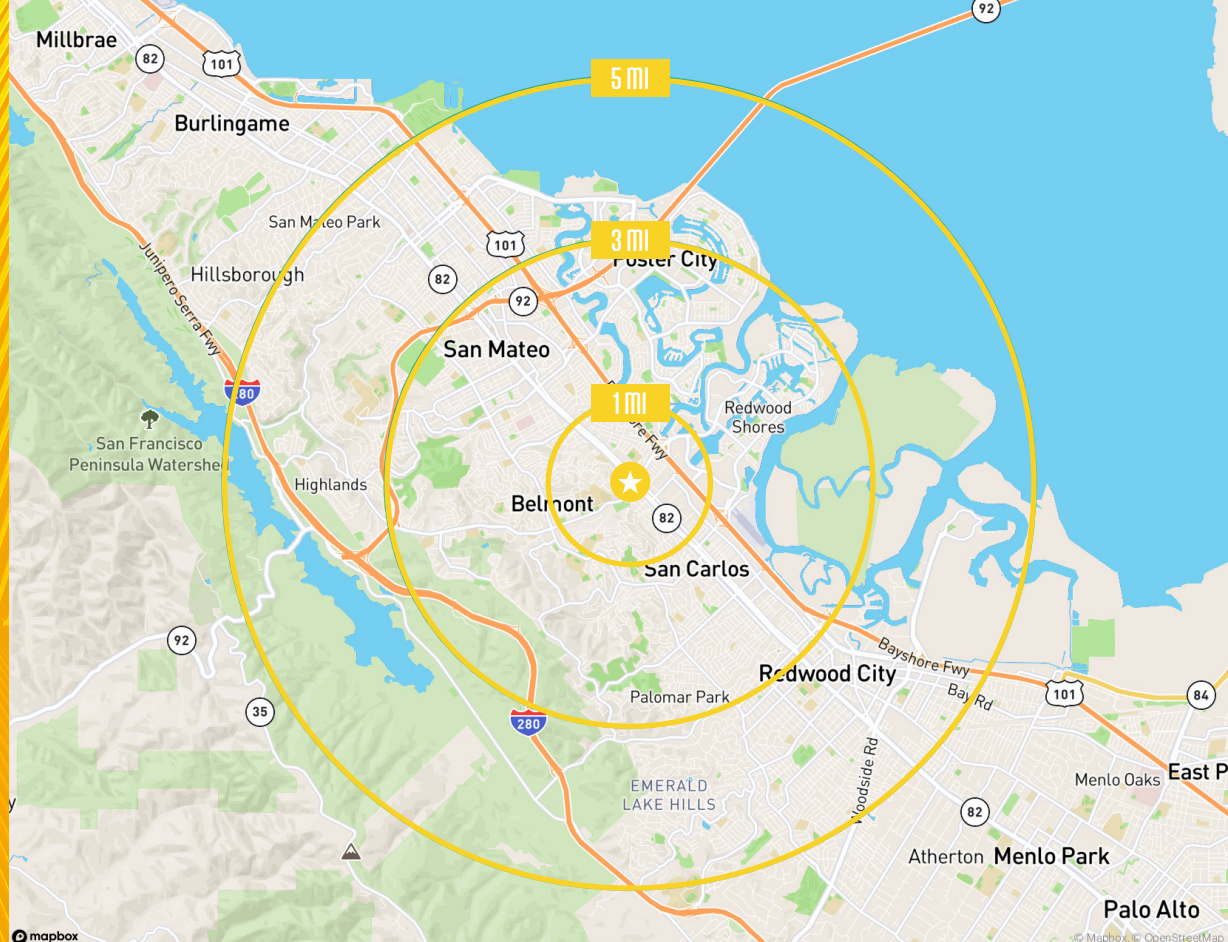 92
Millbrae
82
101
5 MI
Burlingame
San Mateo Park
3 MI
101
Foster City
Hillsborough
82
Junipero Serra Fwy
92
San Mateo
280
1 MI
Redwood
Shores
San Francisco
Peninsula Watershed
Highlands
Belmont
82
San Carlos
92
Bayshore Fwy
Redwood City
101
84
Bay Rd
Palomar Park
35
280
Woodside Rd
Menlo Oaks
East P
EMERALD
LAKE HILLS
y
82
Atherton
Menlo Park
Palo Alto
mapbox
© Mapbox, © OpenStreetMap